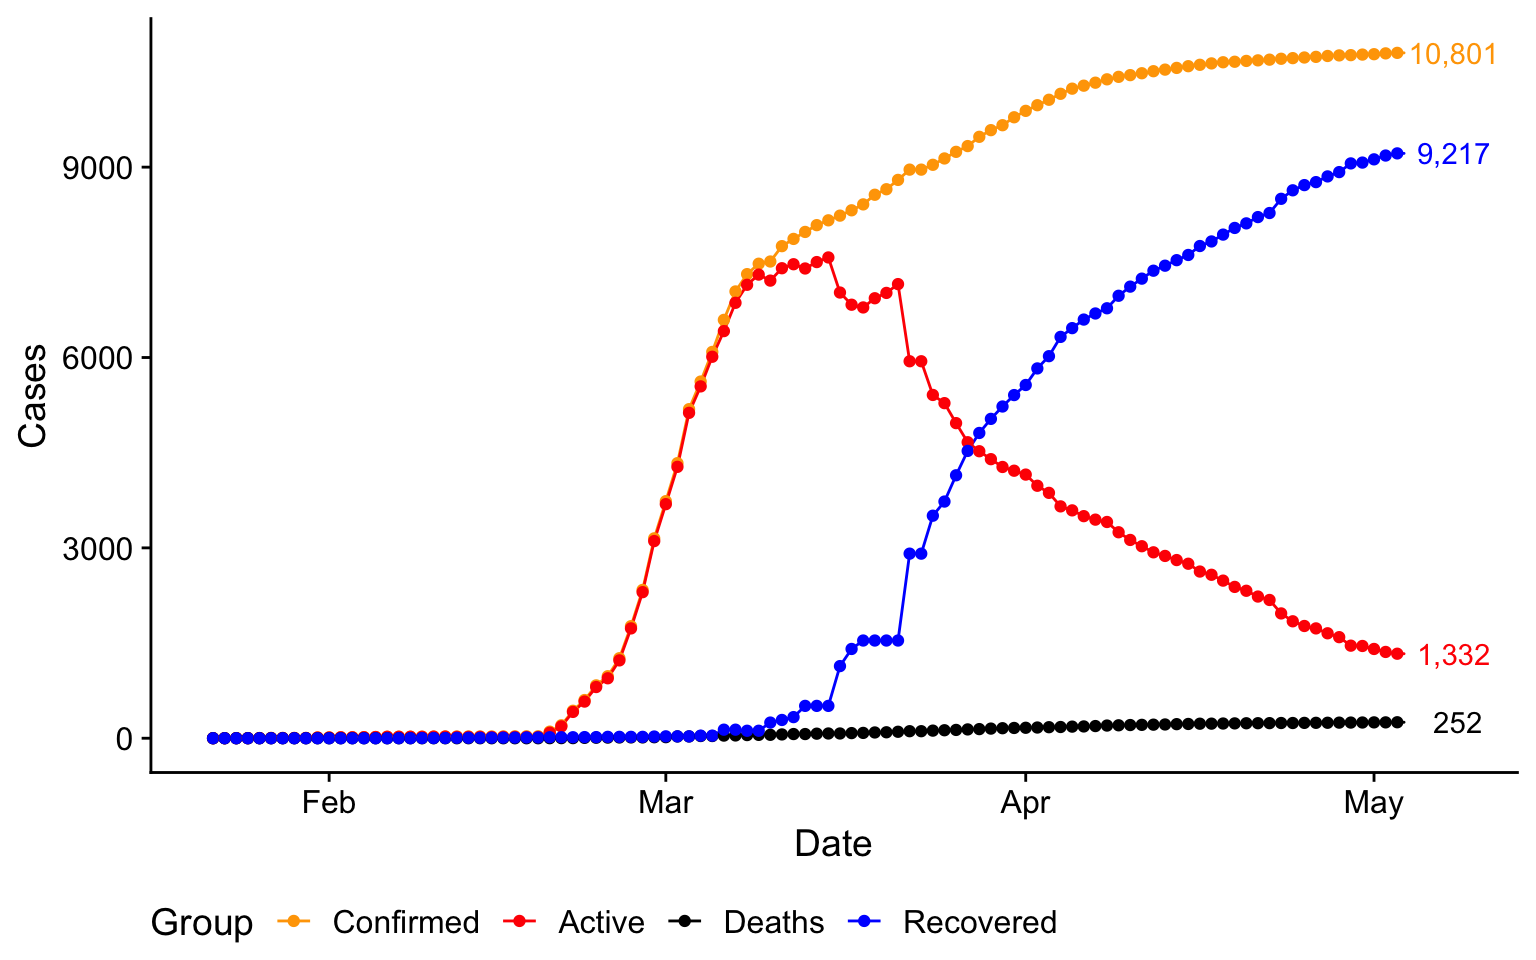 10,801
9000
9,217
6000
Cases
3000
1,332
252
0
Feb Mar Apr May
Date
Group Confirmed Active Deaths Recovered